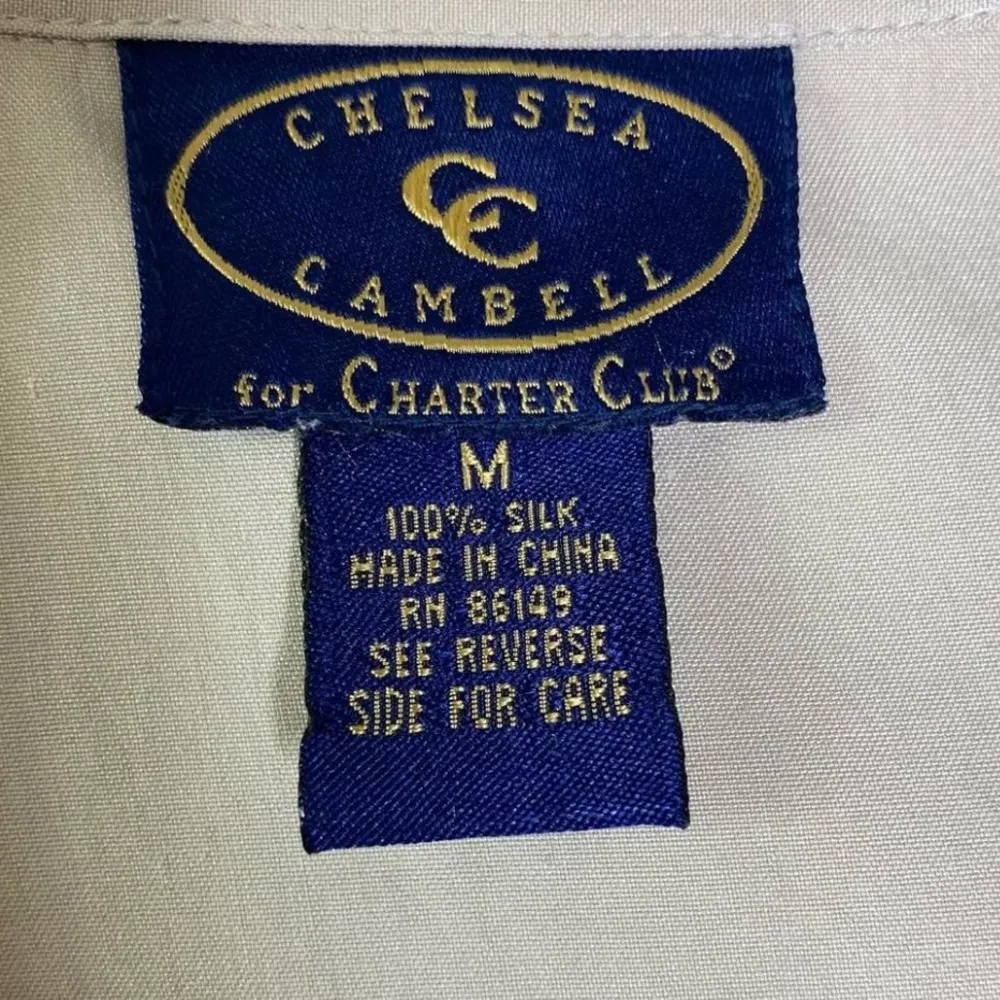 CHELSEA
CC
CAMBELL
for CHARTER CLUB®
M
100% SILK
MADE IN CHINA
RN 86149
SEE REVERSE
SIDE FOR CARE